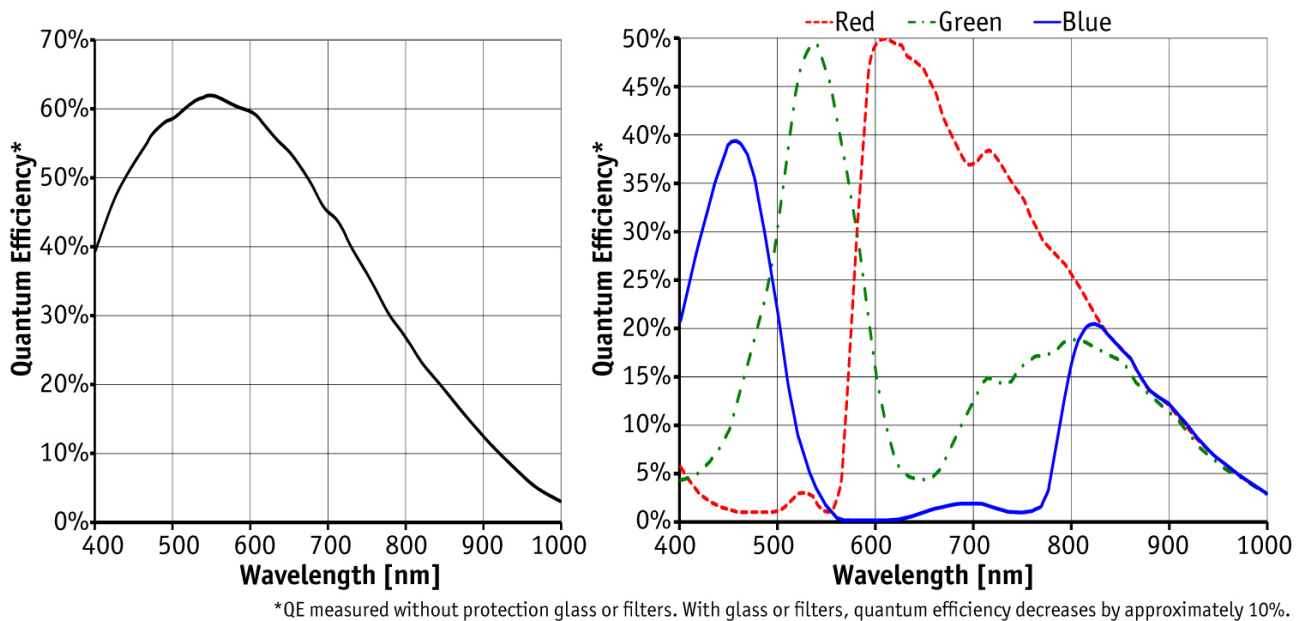 Red Green Blue
70%
60%
50%
40%
30%
20%
10%
0%
Quantum Efficiency*
400 500 600 700 800 900 1000
Wavelength [nm]
50%
45%
40%
35%
30%
25%
20%
15%
10%
5%
0%
Quantum Efficiency*
400 500 600 700 800 900 1000
Wavelength [nm]
*QE measured without protection glass or filters. With glass or filters, quantum efficiency decreases by approximately 10%.